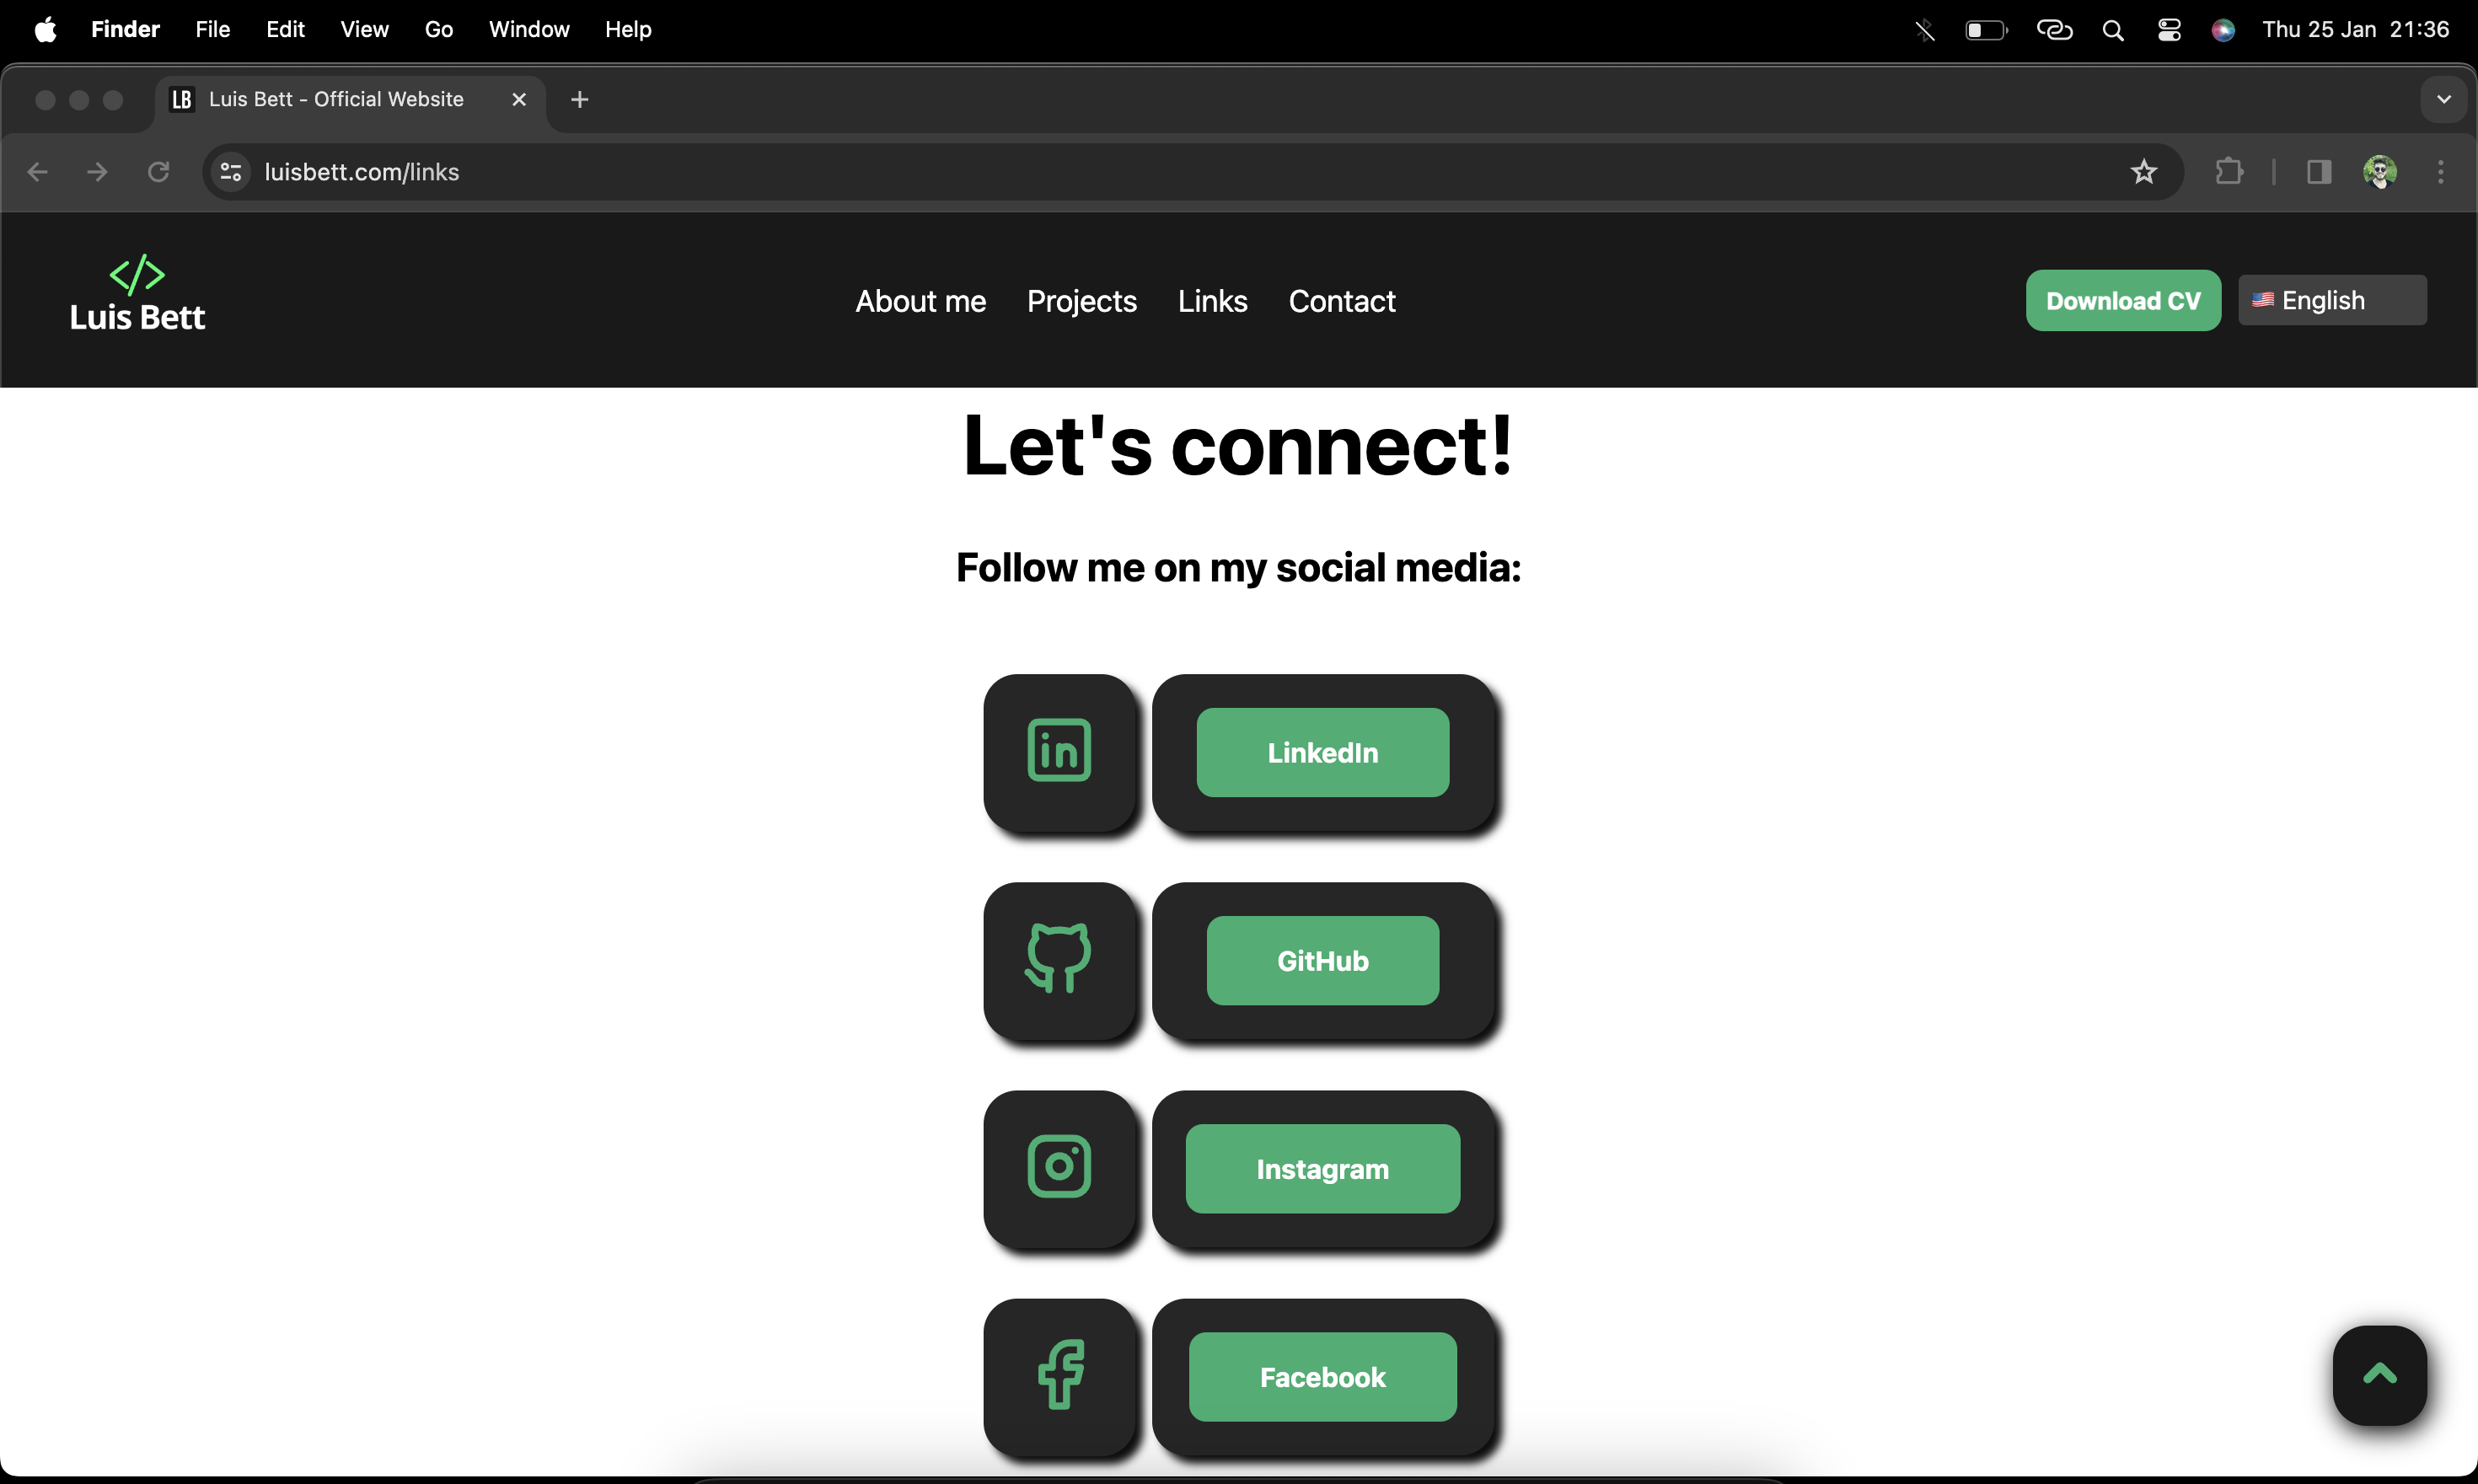 Finder File Edit View Go Window Help Thu 25 Jan 21:36
LB Luis Bett - Official Website
luisbett.com/links
</>
Luis Bett
About me Projects Links Contact
Download CV
English
Let's connect!
Follow me on my social media:
in LinkedIn
GitHub
Instagram
Facebook